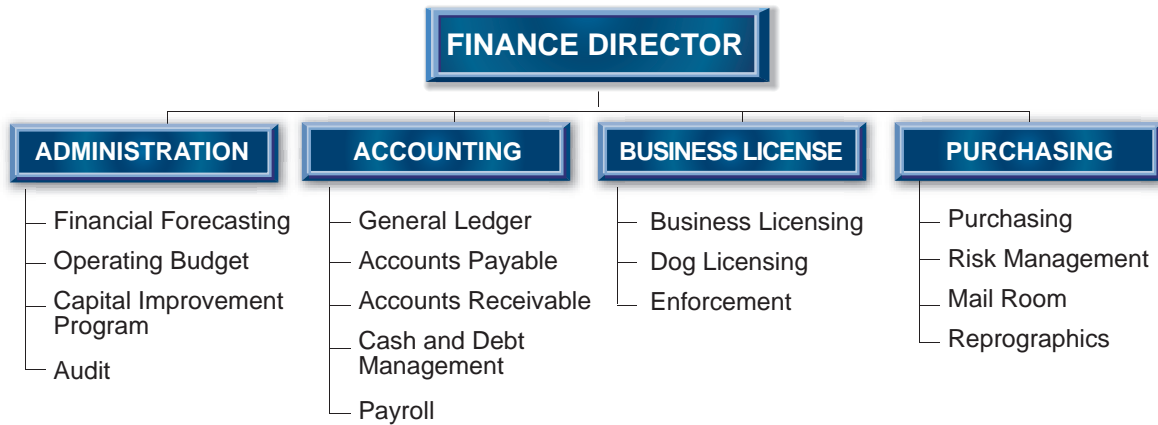 FINANCE DIRECTOR
ADMINISTRATION
Financial Forecasting
Operating Budget
Capital Improvement
Program
Audit
ACCOUNTING
General Ledger
Accounts Payable
Accounts Receivable
Cash and Debt
Management
Payroll
BUSINESS LICENSE
Business Licensing
Dog Licensing
Enforcement
PURCHASING
Purchasing
Risk Management
Mail Room
Reprographics